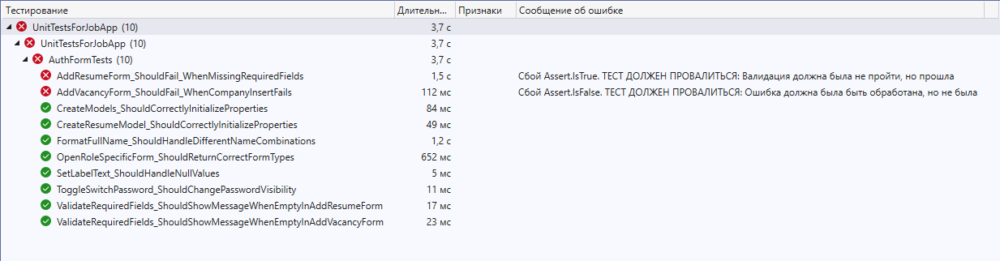 Тестирование Длительн... Признаки Сообщение об ошибке
UnitTestsForJobApp (10) 3,7 с
UnitTestsForJobApp (10) 3,7 с
AuthFormTests (10) 3,7 с
AddResumeForm_ShouldFail_WhenMissingRequiredFields 1,5 с Сбой Assert.IsTrue. ТЕСТ ДОЛЖЕН ПРОВАЛИТЬСЯ: Валидация должна была не пройти, но прошла
AddVacancyForm_ShouldFail_WhenCompanyInsertFails 112 мс Сбой Assert.IsFalse. ТЕСТ ДОЛЖЕН ПРОВАЛИТЬСЯ: Ошибка должна была быть обработана, но не была
CreateModels_ShouldCorrectlyInitializeProperties 84 мс
CreateResumeModel_ShouldCorrectlyInitializeProperties 49 мс
FormatFullName_ShouldHandleDifferentNameCombinations 1,2 с
OpenRoleSpecificForm_ShouldReturnCorrectFormTypes 652 мс
SetLabelText_ShouldHandleNullValues 5 мс
ToggleSwitchPassword_ShouldChangePasswordVisibility 11 мс
ValidateRequiredFields_ShouldShowMessageWhenEmptyInAddResumeForm 17 мс
ValidateRequiredFields_ShouldShowMessageWhenEmptyInAddVacancyForm 23 мс